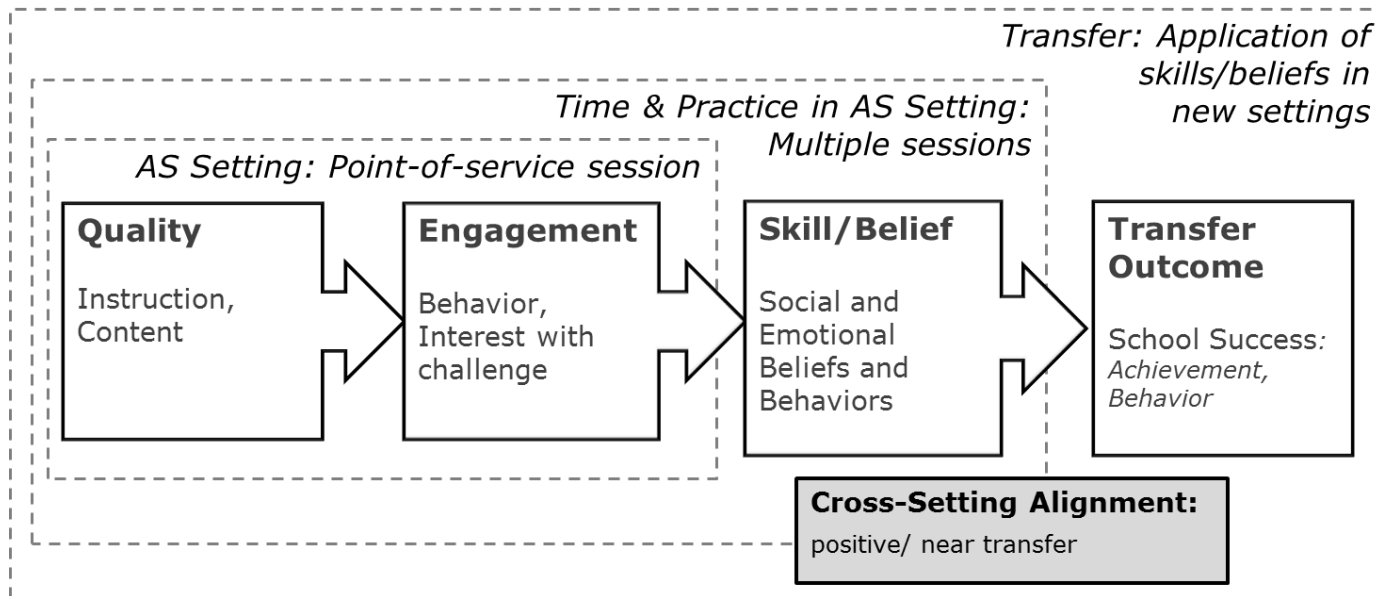 Transfer: Application of
skills/beliefs in
new settings
Time & Practice in AS Setting:
Multiple sessions
AS Setting: Point-of-service session
Quality
Instruction,
Content
Engagement
Behavior,
Interest with
challenge
Skill/Belief
Social and
Emotional
Beliefs and
Behaviors
Transfer
Outcome
School Success:
Achievement,
Behavior
Cross-Setting Alignment:
positive/ near transfer